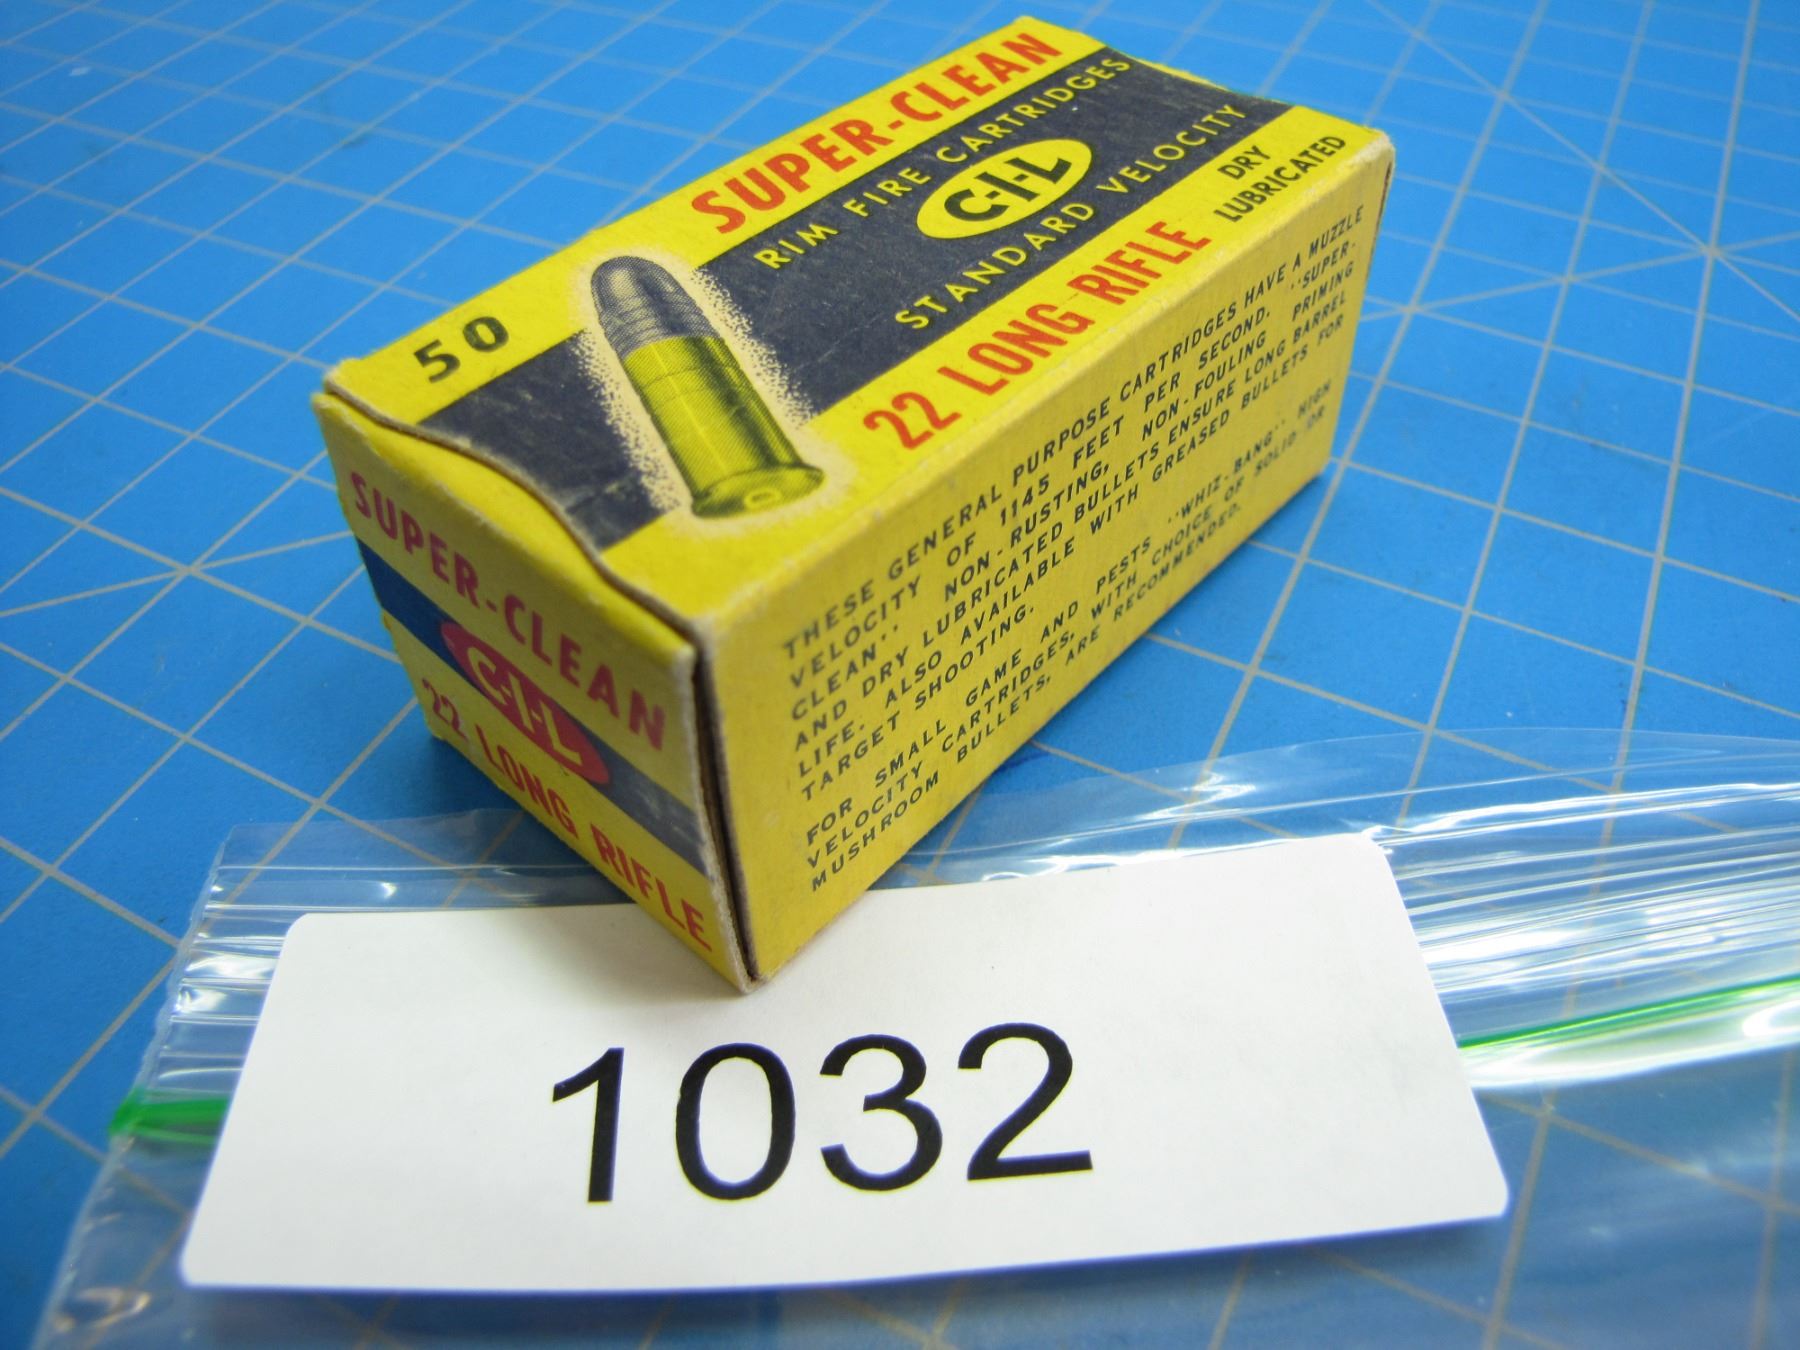 50
SUPER-CLEAN
RIM FIRE CARTRIDGES
C-I-L
STANDARD VELOCITY
22 LONG RIFLE
DRY
LUBRICATED
SUPER-CLEAN
C-I-L
22 LONG RIFLE
THESE GENERAL PURPOSE CARTRIDGES HAVE A MUZZLE
VELOCITY OF 1145 FEET PER SECOND. "SUPER-
CLEAN" NON-RUSTING, NON-FOULING PRIMING
AND DRY LUBRICATED BULLETS ENSURE LONG BARREL
LIFE. ALSO AVAILABLE WITH GREASED BULLETS FOR
TARGET SHOOTING.
FOR SMALL GAME AND PESTS "WHIZ-BANG" HIGH
VELOCITY CARTRIDGES, WITH CHOICE OF SOLID OR
MUSHROOM BULLETS, ARE RECOMMENDED.
1032